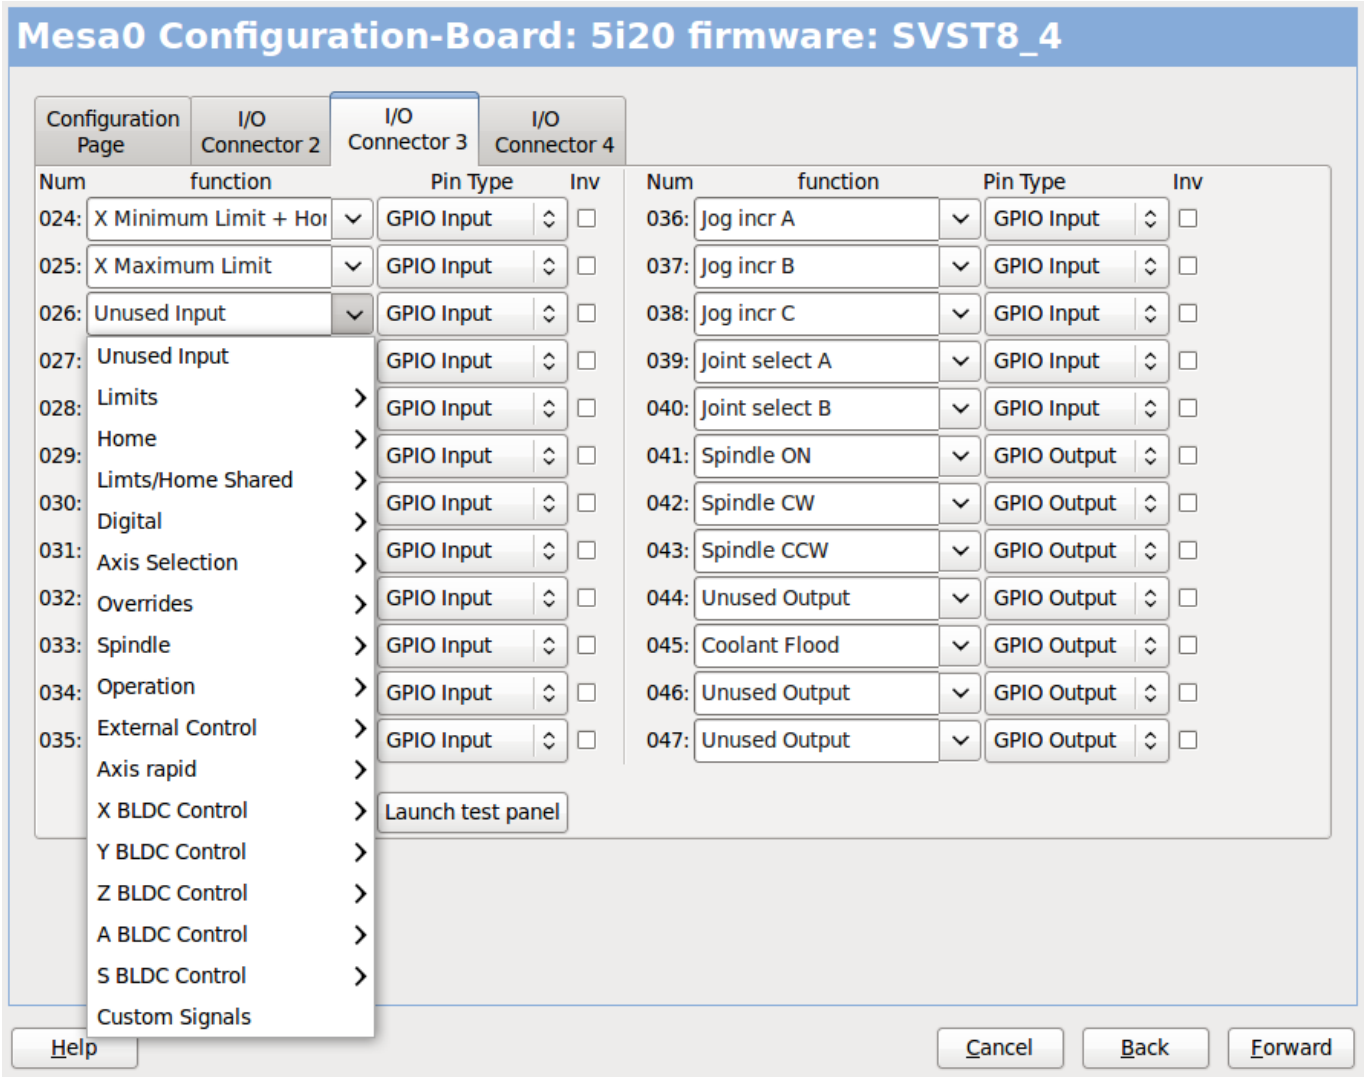 Mesa0 Configuration-Board: 5i20 firmware: SVST8_4
Configuration Page
I/O Connector 2
I/O Connector 3
I/O Connector 4
Num function Pin Type Inv
024: X Minimum Limit + Hor GPIO Input
025: X Maximum Limit GPIO Input
026: Unused Input GPIO Input
027: GPIO Input
028: GPIO Input
029: GPIO Input
030: GPIO Input
031: GPIO Input
032: GPIO Input
033: GPIO Input
034: GPIO Input
035: GPIO Input
Unused Input
Limits
Home
Limts/Home Shared
Digital
Axis Selection
Overrides
Spindle
Operation
External Control
Axis rapid
X BLDC Control
Y BLDC Control
Z BLDC Control
A BLDC Control
S BLDC Control
Custom Signals
Launch test panel
Num function Pin Type Inv
036: Jog incr A GPIO Input
037: Jog incr B GPIO Input
038: Jog incr C GPIO Input
039: Joint select A GPIO Input
040: Joint select B GPIO Input
041: Spindle ON GPIO Output
042: Spindle CW GPIO Output
043: Spindle CCW GPIO Output
044: Unused Output GPIO Output
045: Coolant Flood GPIO Output
046: Unused Output GPIO Output
047: Unused Output GPIO Output
Help
Cancel
Back
Forward